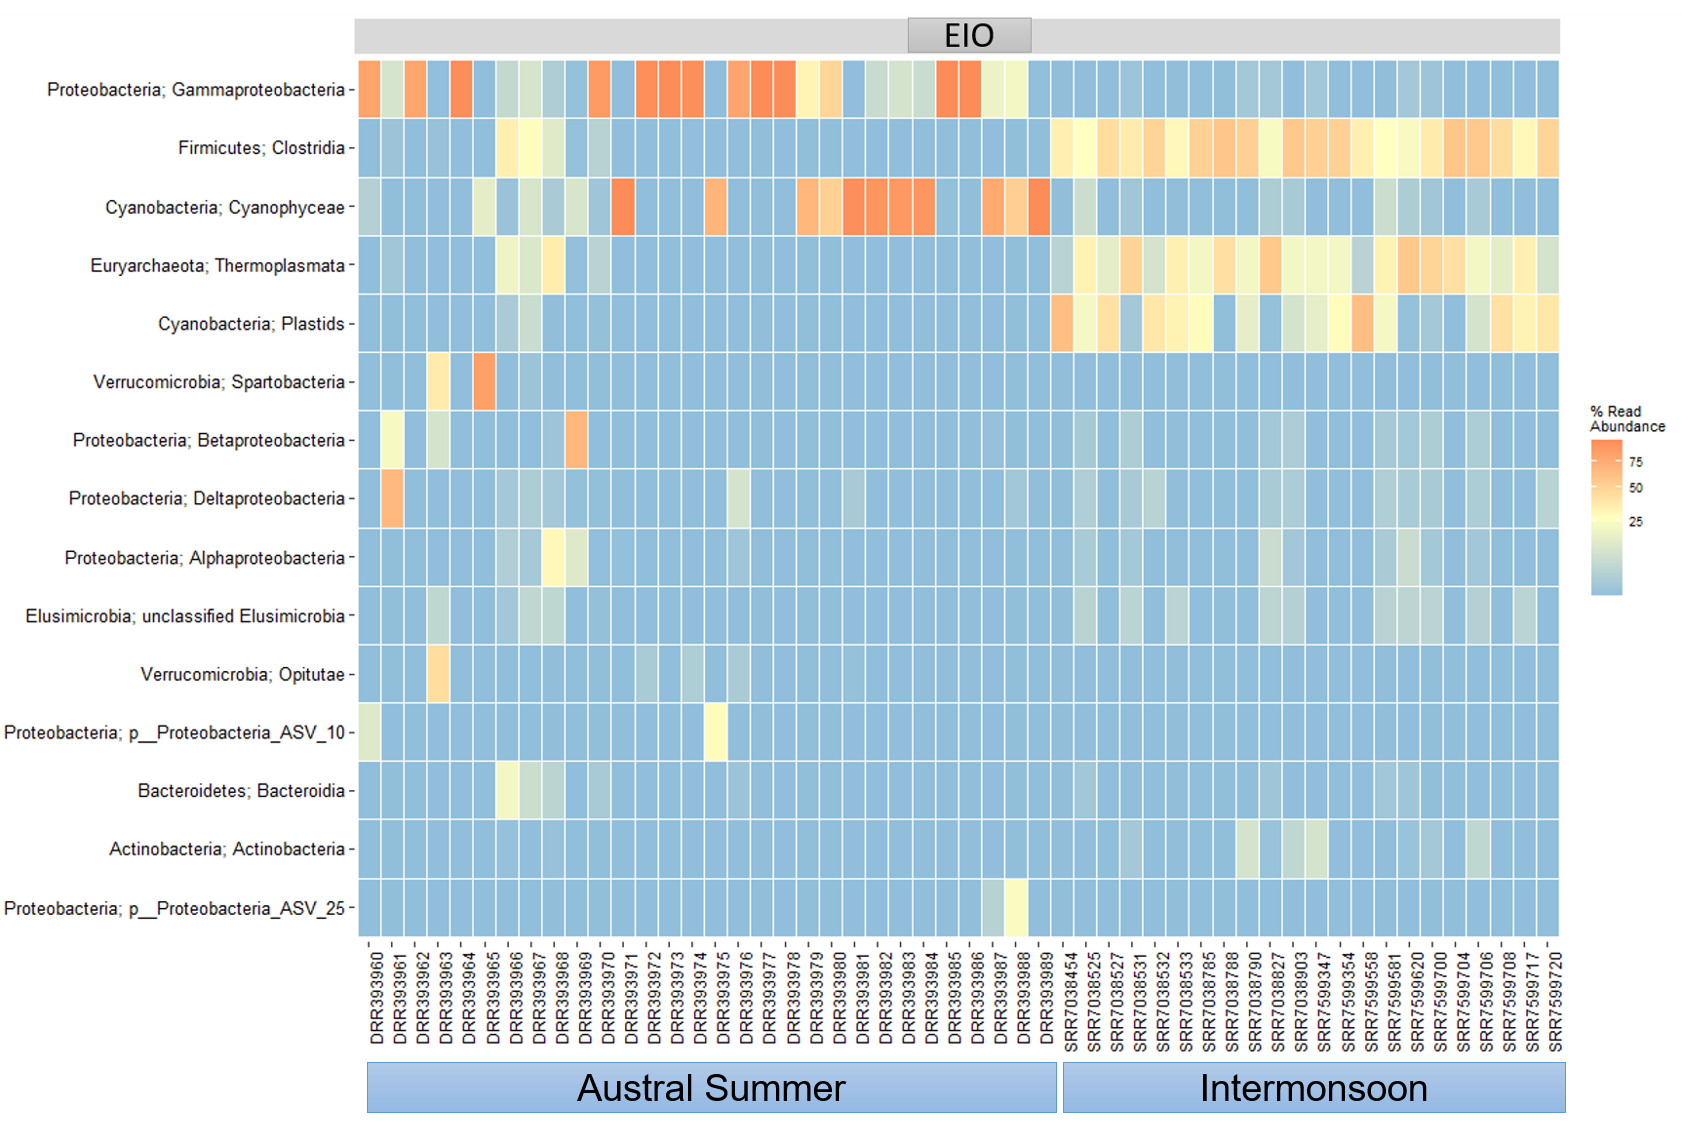 EIO
Proteobacteria; Gammaproteobacteria
Firmicutes; Clostridia
Cyanobacteria; Cyanophyceae
Euryarchaeota; Thermoplasmata
Cyanobacteria; Plastids
Verrucomicrobia; Spartobacteria
Proteobacteria; Betaproteobacteria
Proteobacteria; Deltaproteobacteria
Proteobacteria; Alphaproteobacteria
Elusimicrobia; unclassified Elusimicrobia
Verrucomicrobia; Opitutae
Proteobacteria; p__Proteobacteria_ASV_10
Bacteroidetes; Bacteroidia
Actinobacteria; Actinobacteria
Proteobacteria; p__Proteobacteria_ASV_25
% Read
Abundance
75
50
25
DRR393960
DRR393961
DRR393962
DRR393963
DRR393964
DRR393965
DRR393966
DRR393967
DRR393968
DRR393969
DRR393970
DRR393971
DRR393972
DRR393973
DRR393974
DRR393975
DRR393976
DRR393977
DRR393978
DRR393979
DRR393980
DRR393981
DRR393982
DRR393983
DRR393984
DRR393985
DRR393986
DRR393987
DRR393988
DRR393989
SRR7038454
SRR7038525
SRR7038527
SRR7038531
SRR7038532
SRR7038533
SRR7038785
SRR7038788
SRR7038790
SRR7038827
SRR7038903
SRR7599347
SRR7599354
SRR7599558
SRR7599581
SRR7599620
SRR7599700
SRR7599704
SRR7599706
SRR7599708
SRR7599717
SRR7599720
Austral Summer
Intermonsoon